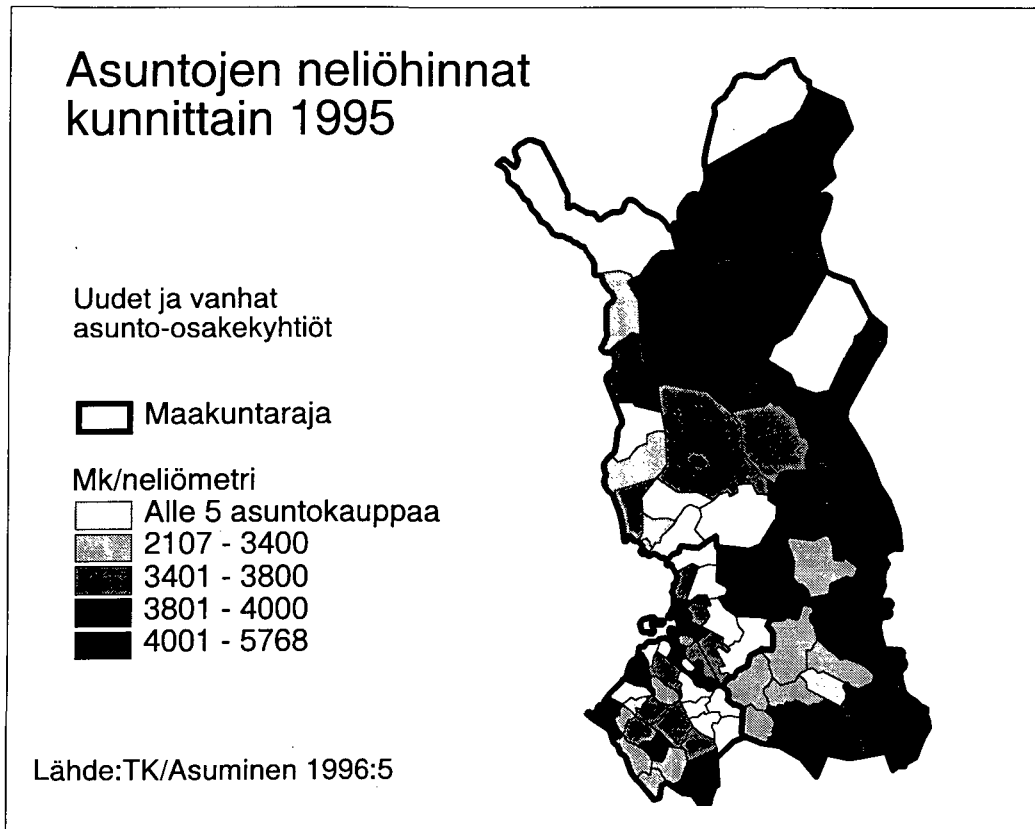 Asuntojen neliöhinnat
kunnittain 1995
Uudet ja vanhat
asunto-osakekyhtiöt
Maakuntaraja
Mk/neliömetri
Alle 5 asuntokauppaa
2107 - 3400
3401 - 3800
3801 - 4000
4001 - 5768
Lähde:TK/Asuminen 1996:5